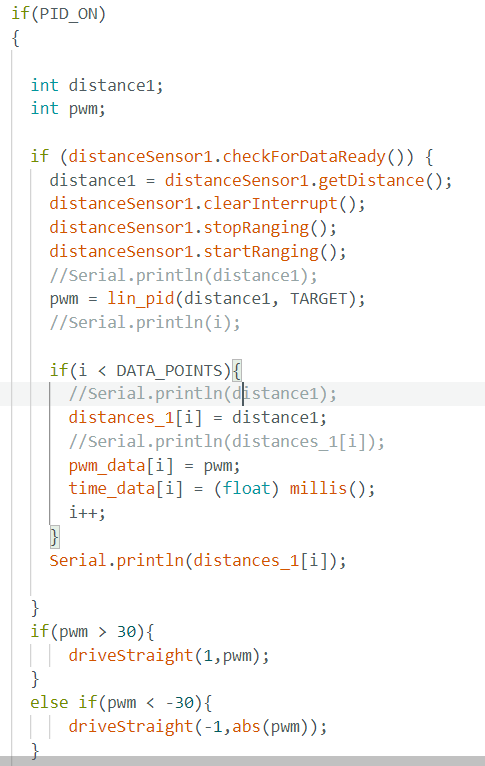 if(PID_ON)
{
int distance1;
int pwm;
if (distanceSensor1.checkForDataReady()) {
distance1 = distanceSensor1.getDistance();
distanceSensor1.clearInterrupt();
distanceSensor1.stopRanging();
distanceSensor1.startRanging();
//Serial.println(distance1);
pwm = lin_pid(distance1, TARGET);
//Serial.println(i);
if(i < DATA_POINTS){
//Serial.println(distance1);
distances_1[i] = distance1;
//Serial.println(distances_1[i]);
pwm_data[i] = pwm;
time_data[i] = (float) millis();
i++;
}
Serial.println(distances_1[i]);
}
if(pwm > 30){
driveStraight(1,pwm);
}
else if(pwm < -30){
driveStraight(-1,abs(pwm));
}